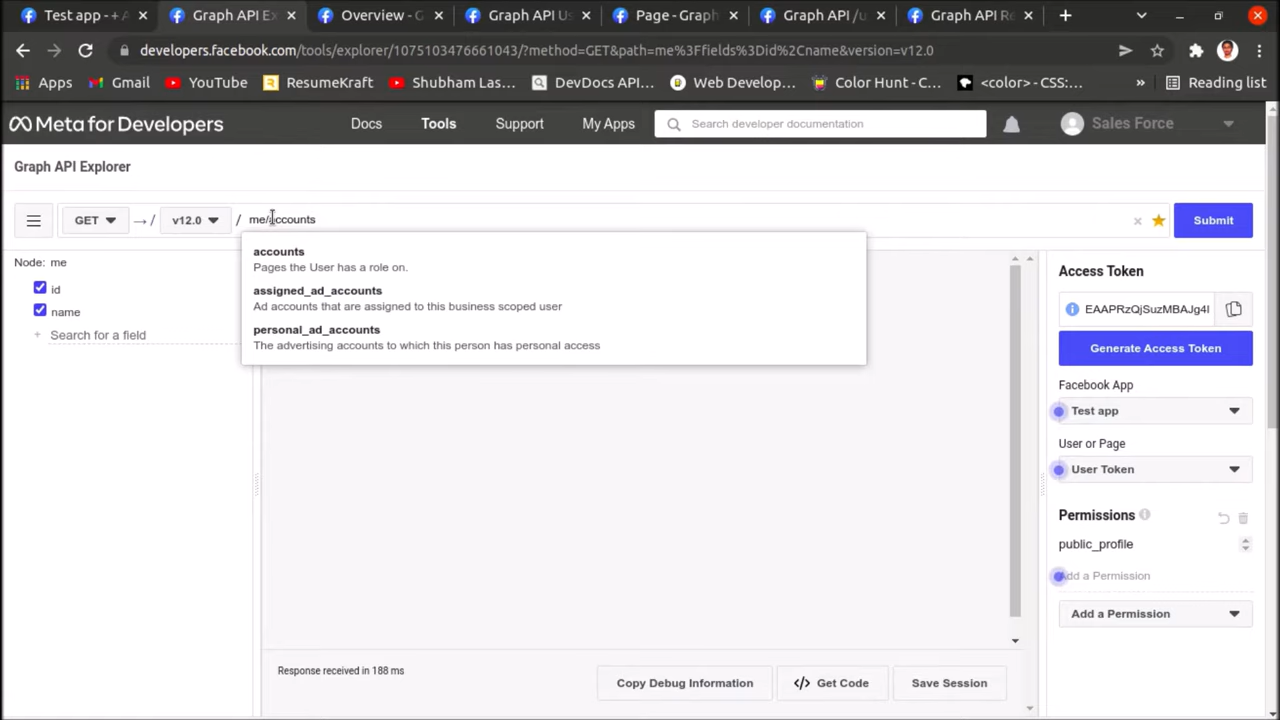 Test app - + A
Graph API Ex
Overview - G
Graph API Us
Page - Graph
Graph API /u
Graph API Re
developers.facebook.com/tools/explorer/1075103476661043/?method=GET&path=me%3Ffields%3Did%2Cname&version=v12.0
Apps
Gmail
YouTube
ResumeKraft
Shubham Las...
DevDocs API...
Web Develop...
Color Hunt - C...
<color> - CSS:...
»
Reading list
Meta for Developers
Docs
Tools
Support
My Apps
Search developer documentation
Sales Force
Graph API Explorer
GET
→ /
v12.0
/
me/accounts
Submit
Node: me
id
name
+ Search for a field
accounts
Pages the User has a role on.
assigned_ad_accounts
Ad accounts that are assigned to this business scoped user
personal_ad_accounts
The advertising accounts to which this person has personal access
Access Token
EAAPRzQjSuzMBAJg4l
Generate Access Token
Facebook App
Test app
User or Page
User Token
Permissions
public_profile
Add a Permission
Add a Permission
Response received in 188 ms
Copy Debug Information
</> Get Code
Save Session